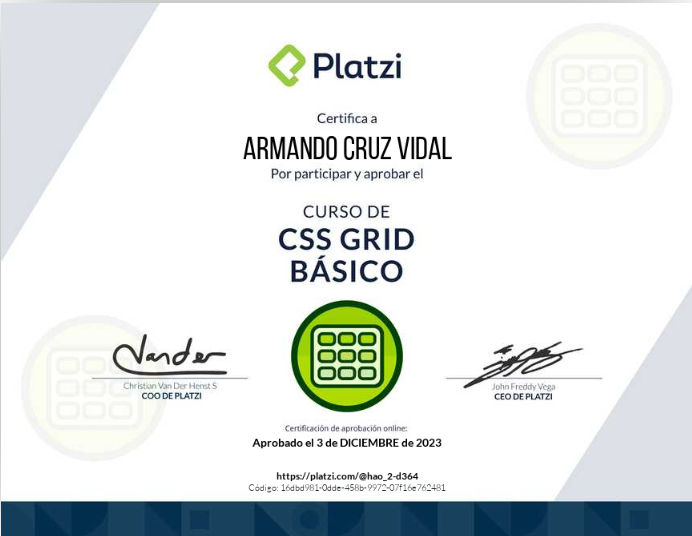 Platzi
Certifica a
ARMANDO CRUZ VIDAL
Por participar y aprobar el
CURSO DE
CSS GRID
BÁSICO
Vander
Christian Van Der Henst S
COO DE PLATZI
John Freddy Vega
CEO DE PLATZI
Certificación de aprobación online:
Aprobado el 3 de DICIEMBRE de 2023
https://platzi.com/@hao_2-d364
Código: 16dbd981-0dde-458b-9972-07f16e762481